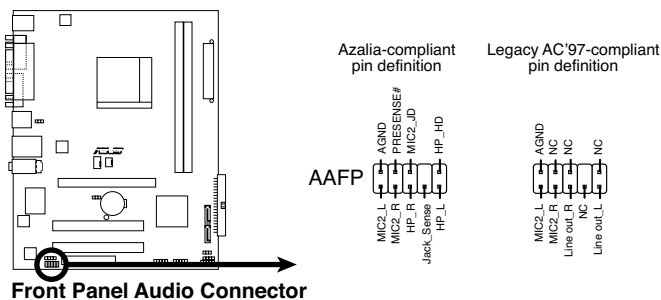 Azalia-compliant
pin definition
Legacy AC'97-compliant
pin definition
AGND
PRESENSE#
MIC2_JD
HP_HD
AGND
NC
NC
NC
AAFP
MIC2_L
MIC2_R
HP_R
Jack_Sense
HP_L
MIC2_L
MIC2_R
Line out_R
NC
Line out_L
ASUS
Front Panel Audio Connector